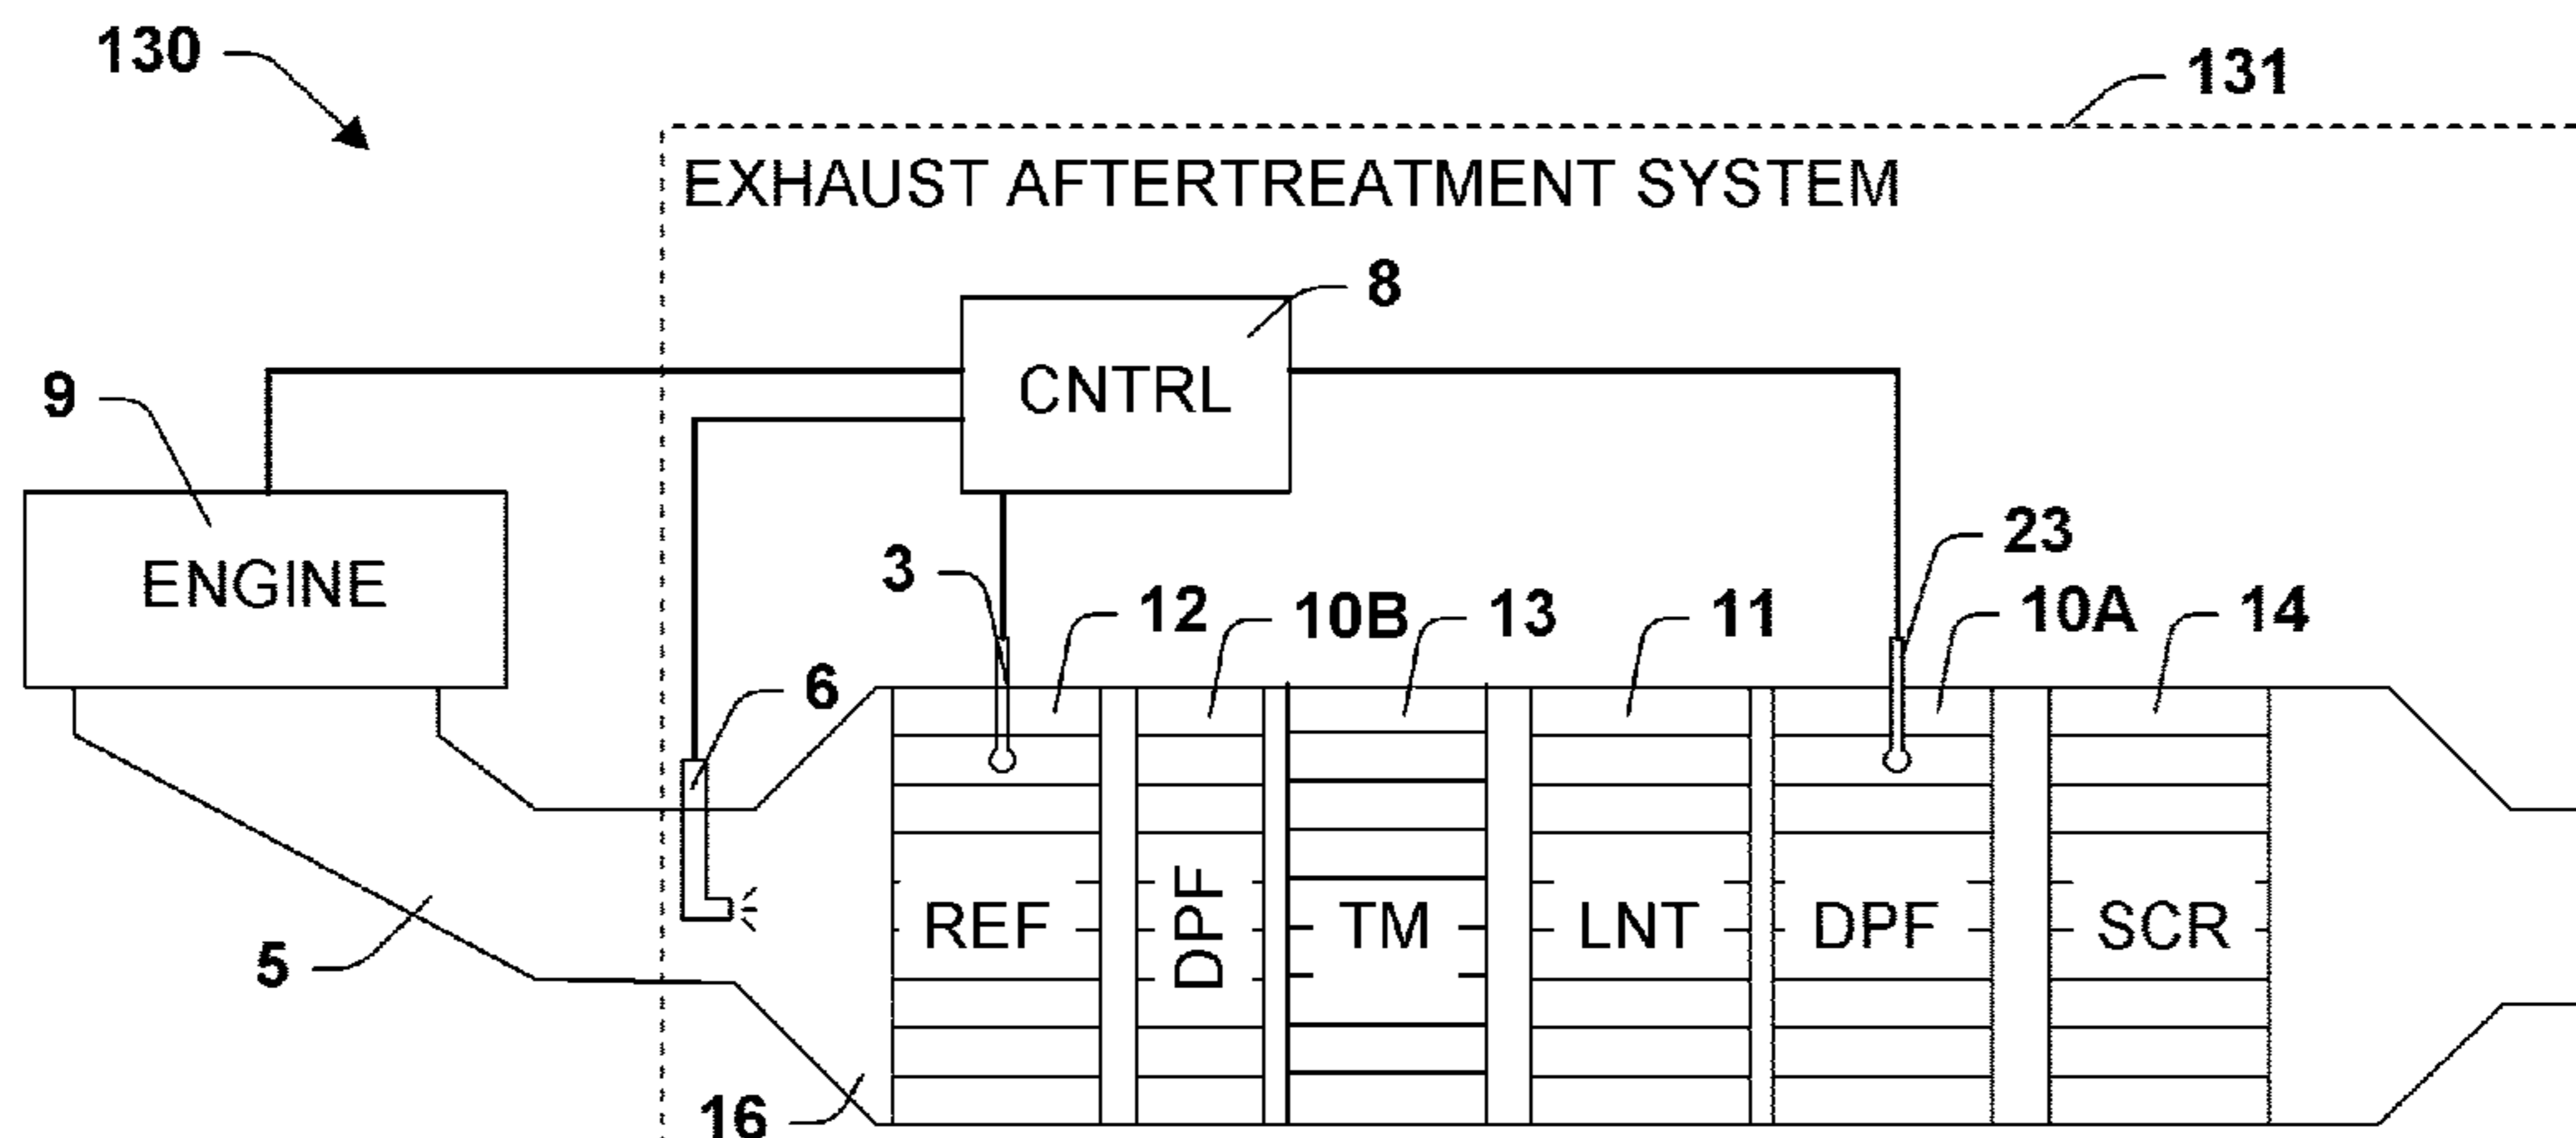 130
131
EXHAUST AFTERTREATMENT SYSTEM
8
CNTRL
9
ENGINE
3
12
10B
13
11
23
10A
14
6
5
16
REF
DPF
TM
LNT
DPF
SCR